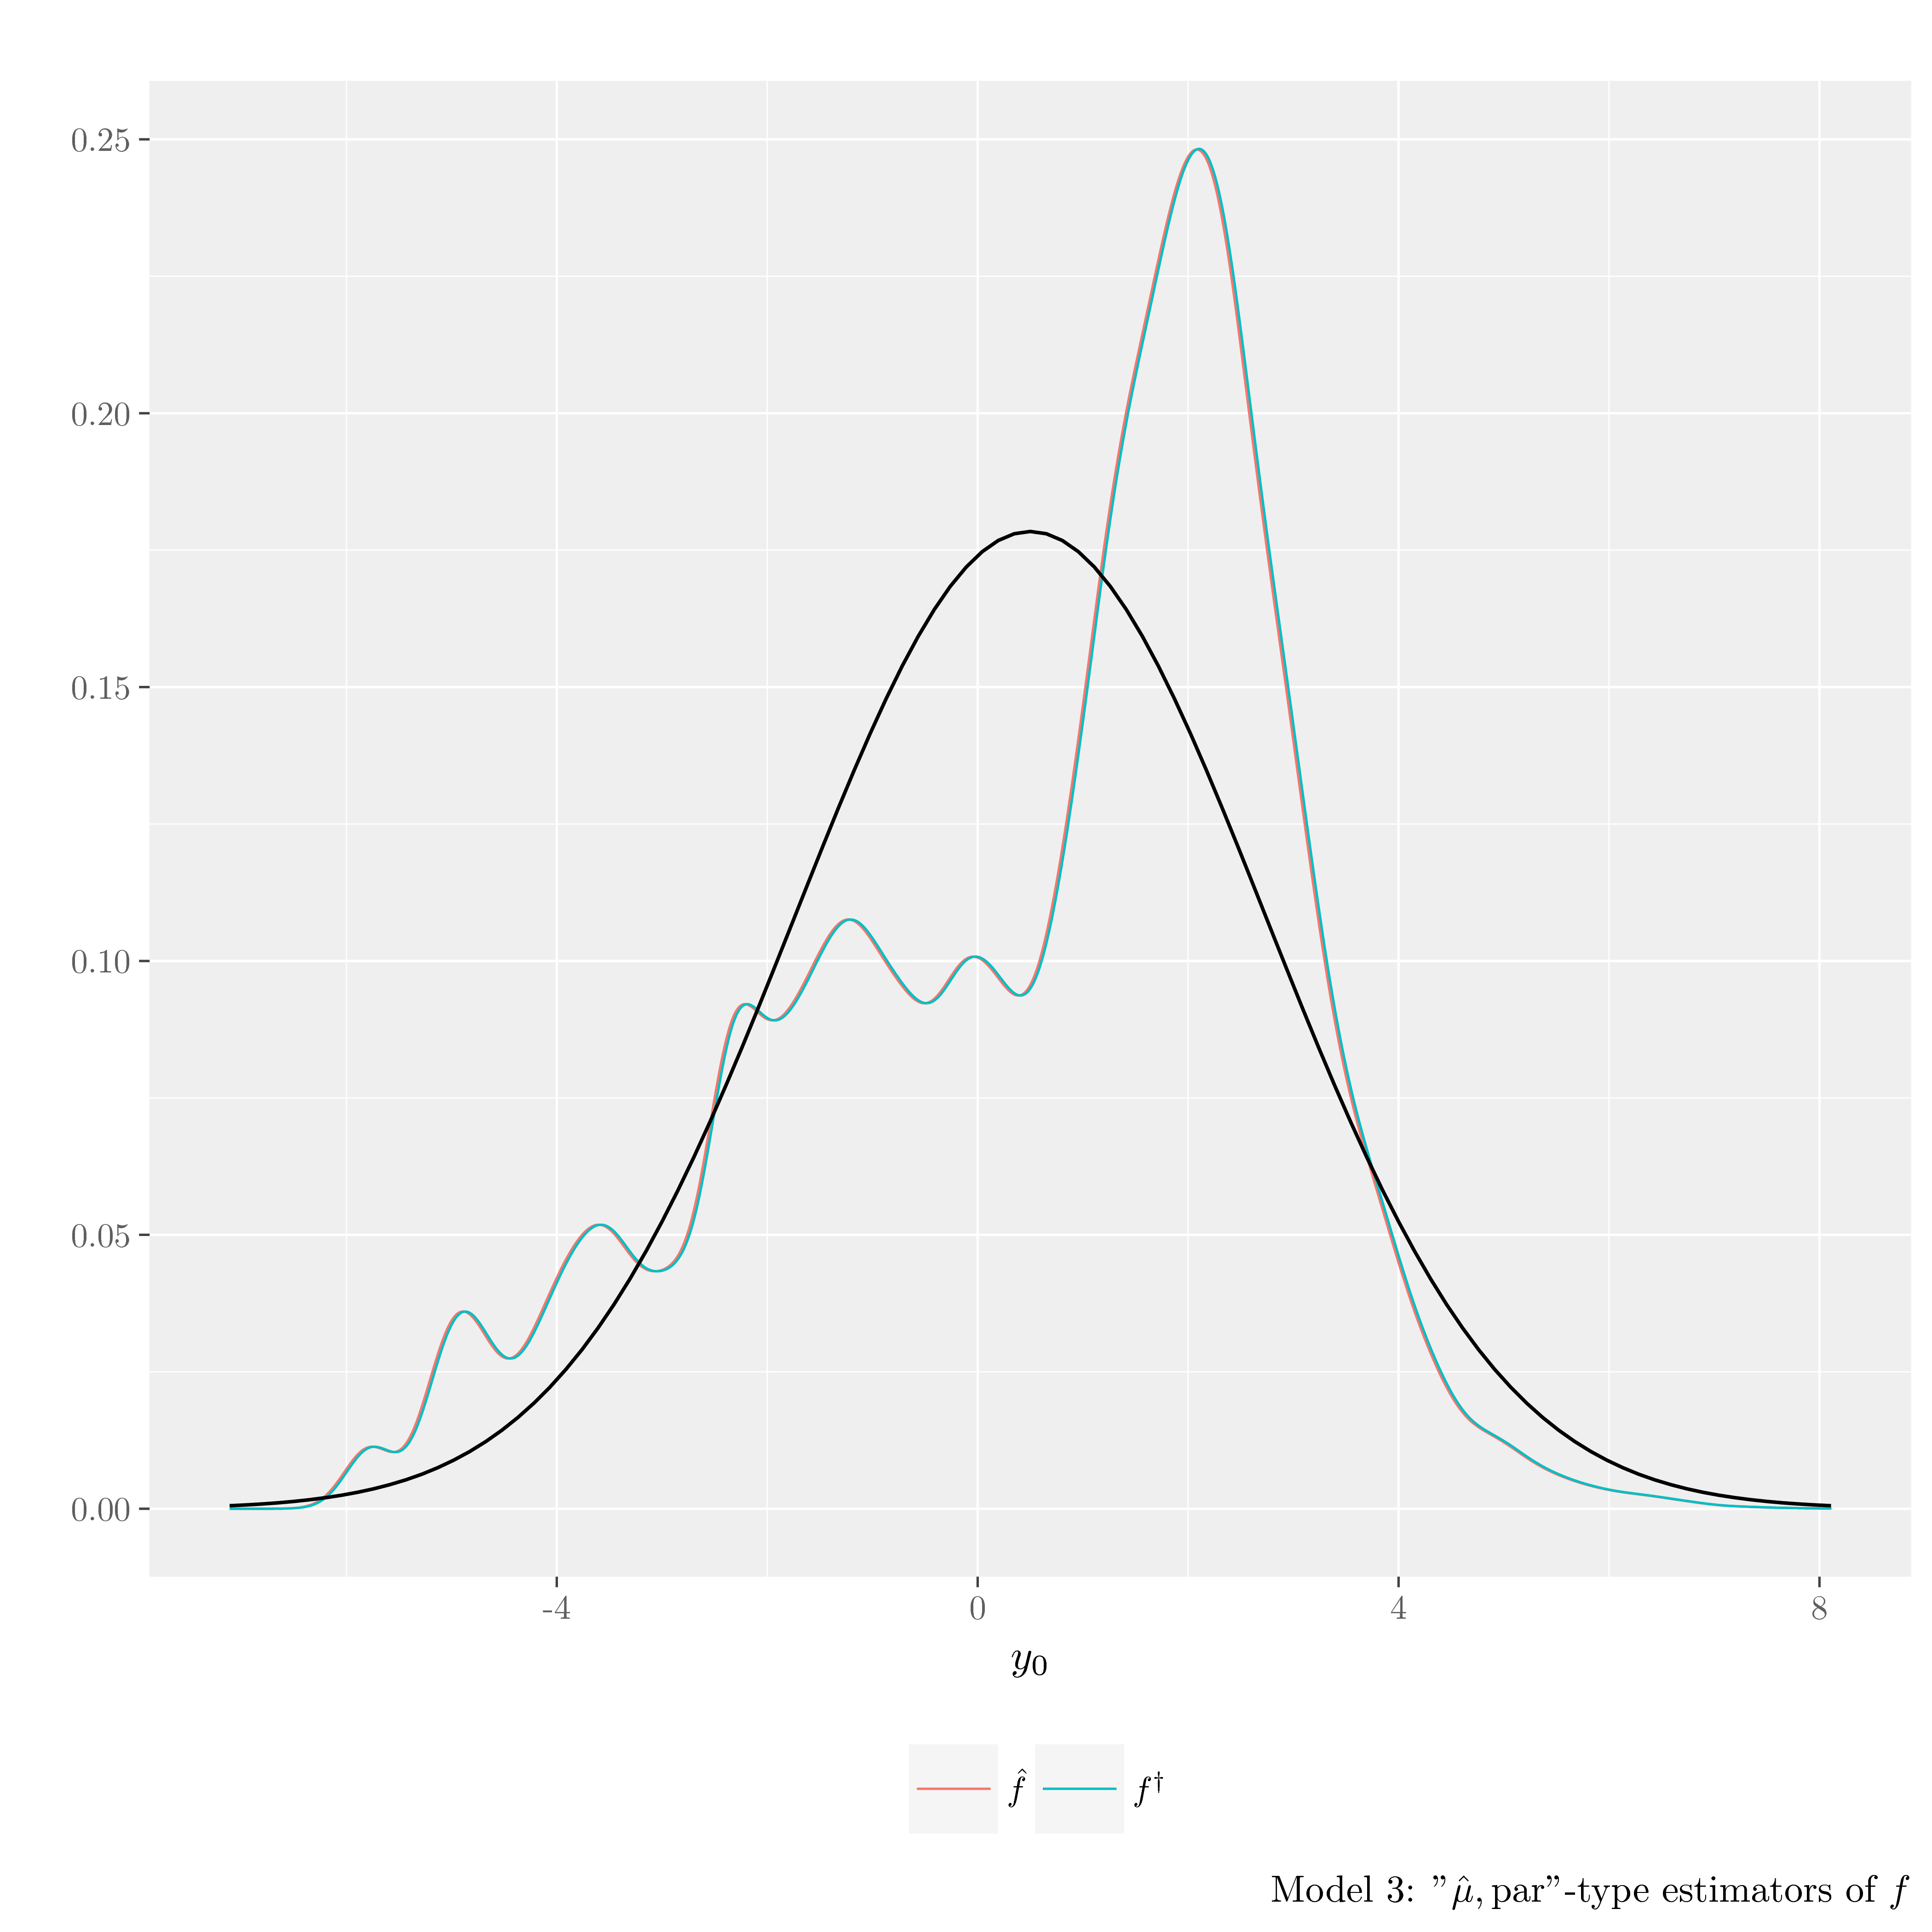 0.25
0.20
0.15
0.10
0.05
0.00
-4 0 4 8
y₀
f̂ f†
Model 3: ”μ̂, par”-type estimators of f